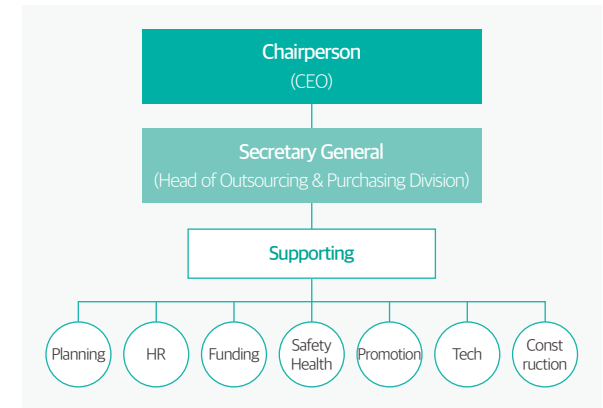 Chairperson
(CEO)
Secretary General
(Head of Outsourcing & Purchasing Division)
Supporting
Planning
HR
Funding
Safety
Health
Promotion
Tech
Const
ruction